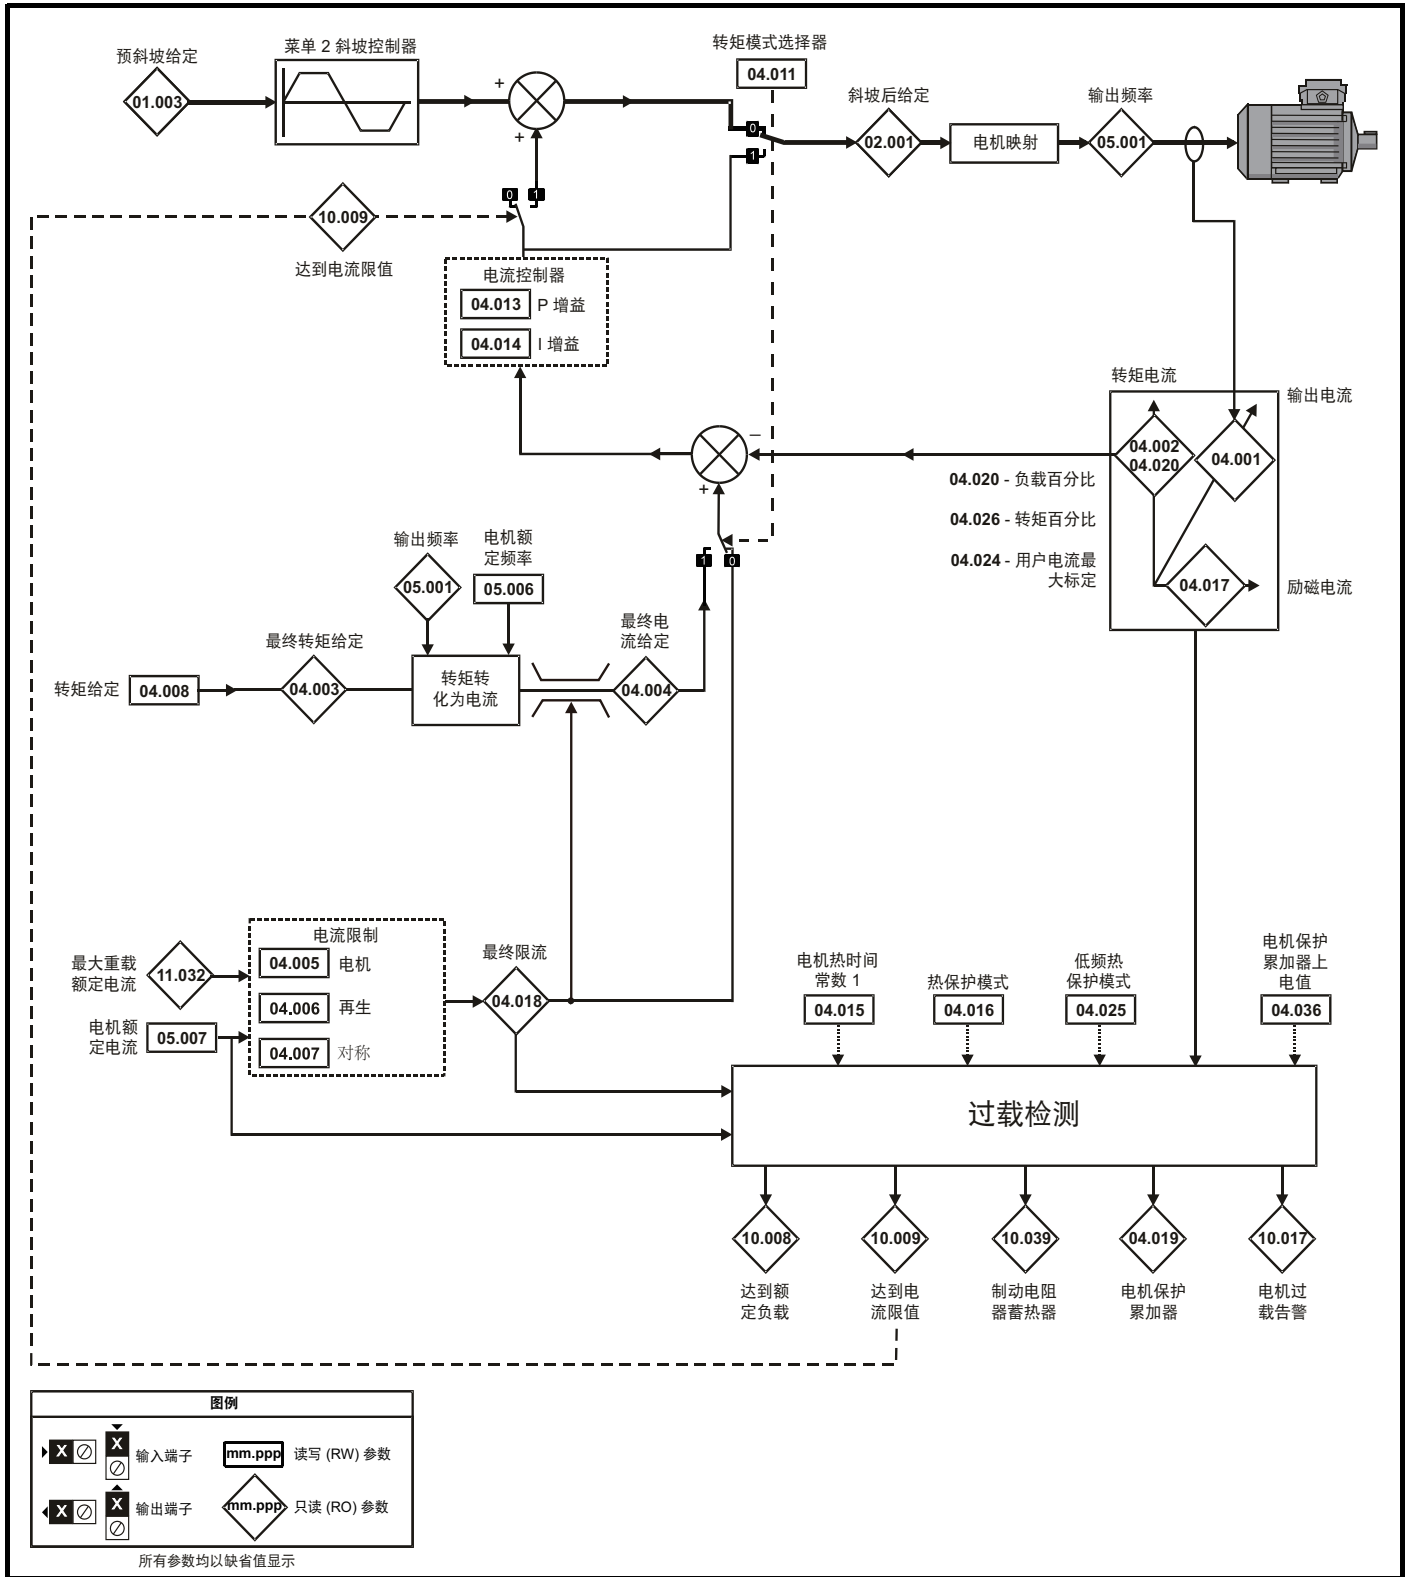 预斜坡给定
01.003
菜单 2 斜坡控制器
+
+
转矩模式选择器
04.011
0
1
斜坡后给定
02.001
电机映射
输出频率
05.001
0
1
10.009
达到电流限值
电流控制器
04.013 P 增益
04.014 I 增益
转矩电流
输出电流
04.002
04.020
04.001
04.017
励磁电流
–
+
04.020 - 负载百分比
04.026 - 转矩百分比
04.024 - 用户电流最
大标定
1
0
输出频率
05.001
电机额
定频率
05.006
最终转矩给定
转矩给定
04.008
04.003
转矩转
化为电流
最终电
流给定
04.004
最大重载
额定电流
11.032
电机额
定电流
05.007
电流限制
04.005 电机
04.006 再生
04.007 对称
最终限流
04.018
电机热时间
常数 1
04.015
热保护模式
04.016
低频热
保护模式
04.025
电机保护
累加器上
电值
04.036
过载检测
10.008
达到额
定负载
10.009
达到电
流限值
10.039
制动电阻
器蓄热器
04.019
电机保护
累加器
10.017
电机过
载告警
图例
X
X
输入端子
mm.ppp
读写 (RW) 参数
X
X
输出端子
mm.ppp
只读 (RO) 参数
所有参数均以缺省值显示